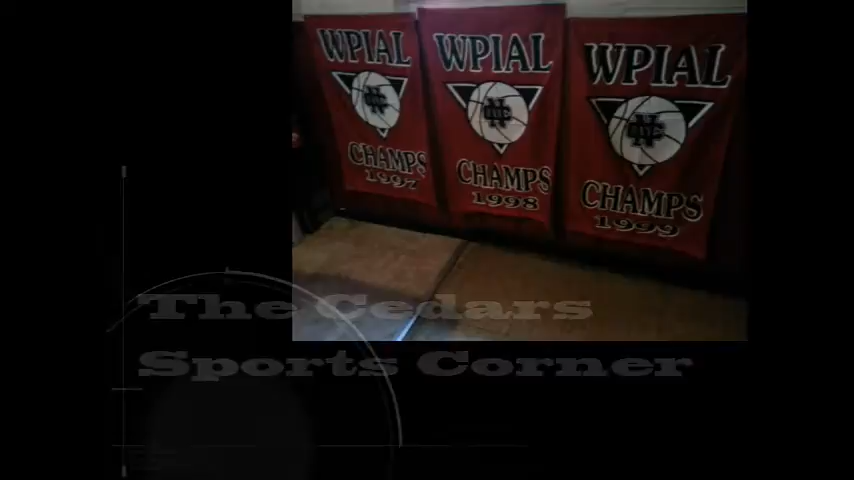 WPIAL
CHAMPS
1997
WPIAL
CHAMPS
1998
WPIAL
CHAMPS
1999
The Cedars
Sports Corner